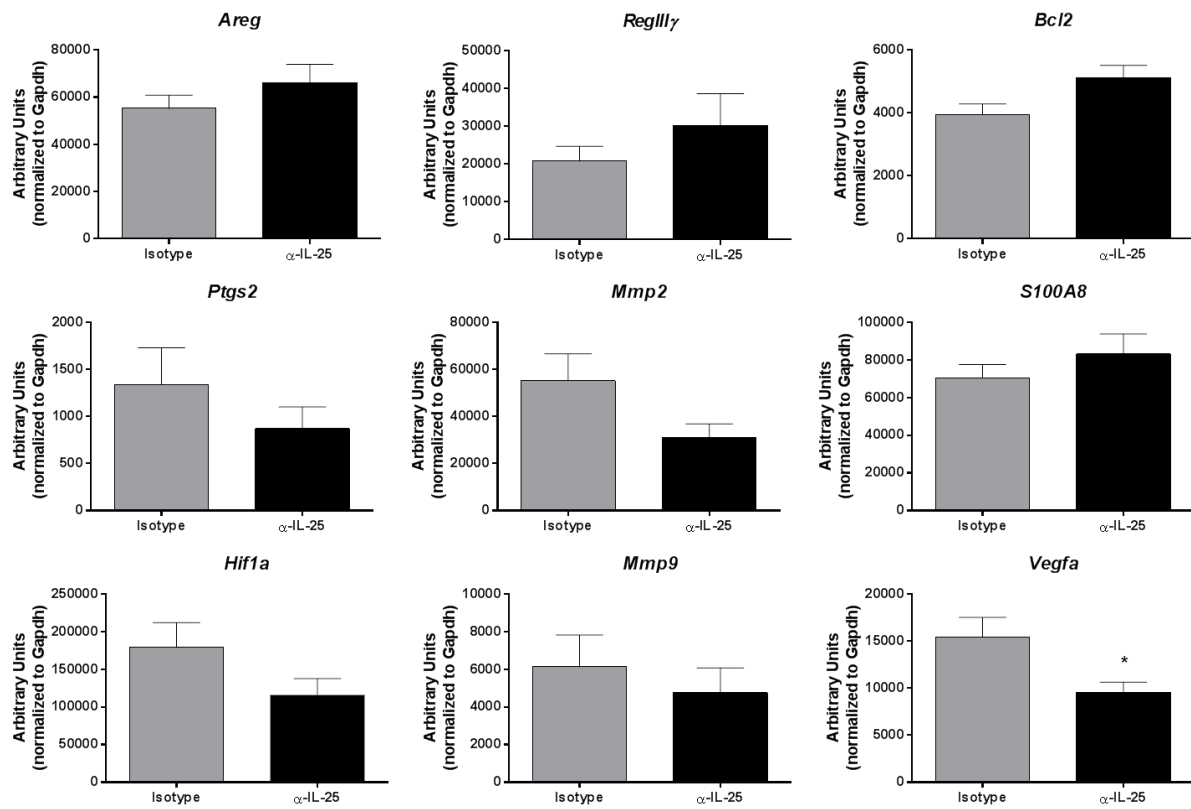 Areg
Arbitrary Units
(normalized to Gapdh)
80000
60000
40000
20000
0
Isotype
α-IL-25
RegIIIγ
Arbitrary Units
(normalized to Gapdh)
50000
40000
30000
20000
10000
0
Isotype
α-IL-25
Bcl2
Arbitrary Units
(normalized to Gapdh)
6000
4000
2000
0
Isotype
α-IL-25
Ptgs2
Arbitrary Units
(normalized to Gapdh)
2000
1500
1000
500
0
Isotype
α-IL-25
Mmp2
Arbitrary Units
(normalized to Gapdh)
80000
60000
40000
20000
0
Isotype
α-IL-25
S100A8
Arbitrary Units
(normalized to Gapdh)
100000
80000
60000
40000
20000
0
Isotype
α-IL-25
Hif1a
Arbitrary Units
(normalized to Gapdh)
250000
200000
150000
100000
50000
0
Isotype
α-IL-25
Mmp9
Arbitrary Units
(normalized to Gapdh)
10000
8000
6000
4000
2000
0
Isotype
α-IL-25
Vegfa
Arbitrary Units
(normalized to Gapdh)
20000
15000
10000
5000
0
*
Isotype
α-IL-25